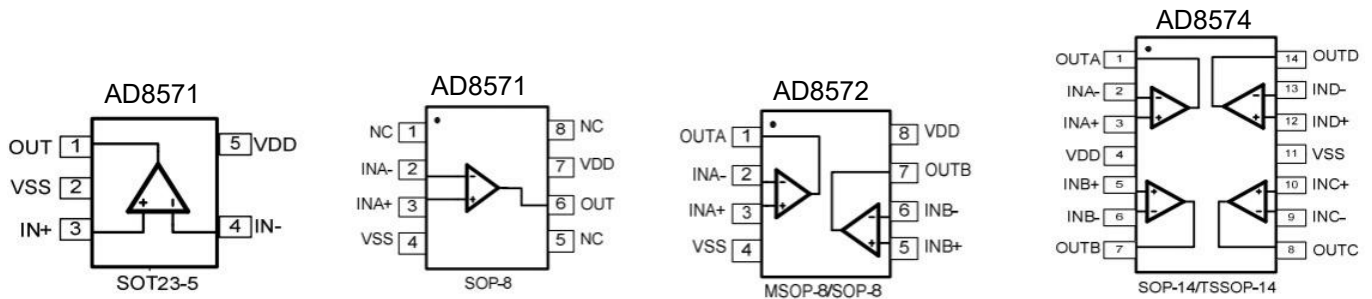 AD8571
OUT 1
5 VDD
VSS 2
IN+ 3
4 IN-
+ -
SOT23-5
AD8571
NC 1
8 NC
INA- 2
7 VDD
INA+ 3
6 OUT
VSS 4
5 NC
-
+
SOP-8
AD8572
OUTA 1
8 VDD
INA- 2
7 OUTB
INA+ 3
6 INB-
VSS 4
5 INB+
-
+
-
+
MSOP-8/SOP-8
AD8574
OUTA 1
14 OUTD
INA- 2
13 IND-
INA+ 3
12 IND+
VDD 4
11 VSS
INB+ 5
10 INC+
INB- 6
9 INC-
OUTB 7
8 OUTC
-
+
-
+
+
-
+
-
SOP-14/TSSOP-14